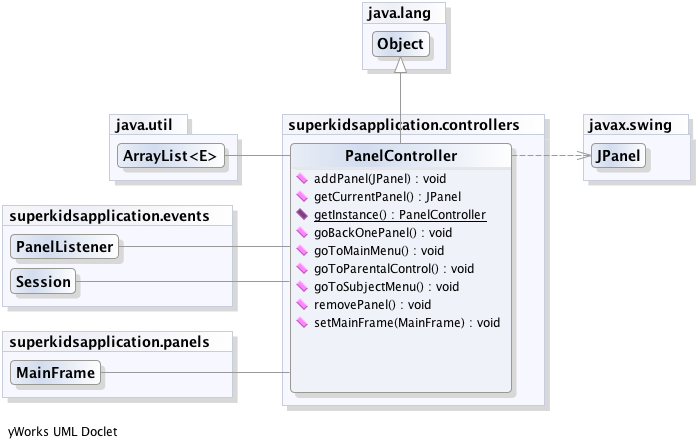 java.lang
Object
java.util
ArrayList<E>
superkidsapplication.controllers
PanelController
addPanel(JPanel) : void
getCurrentPanel() : JPanel
getInstance() : PanelController
goBackOnePanel() : void
goToMainMenu() : void
goToParentalControl() : void
goToSubjectMenu() : void
removePanel() : void
setMainFrame(MainFrame) : void
javax.swing
JPanel
superkidsapplication.events
PanelListener
Session
superkidsapplication.panels
MainFrame
yWorks UML Doclet